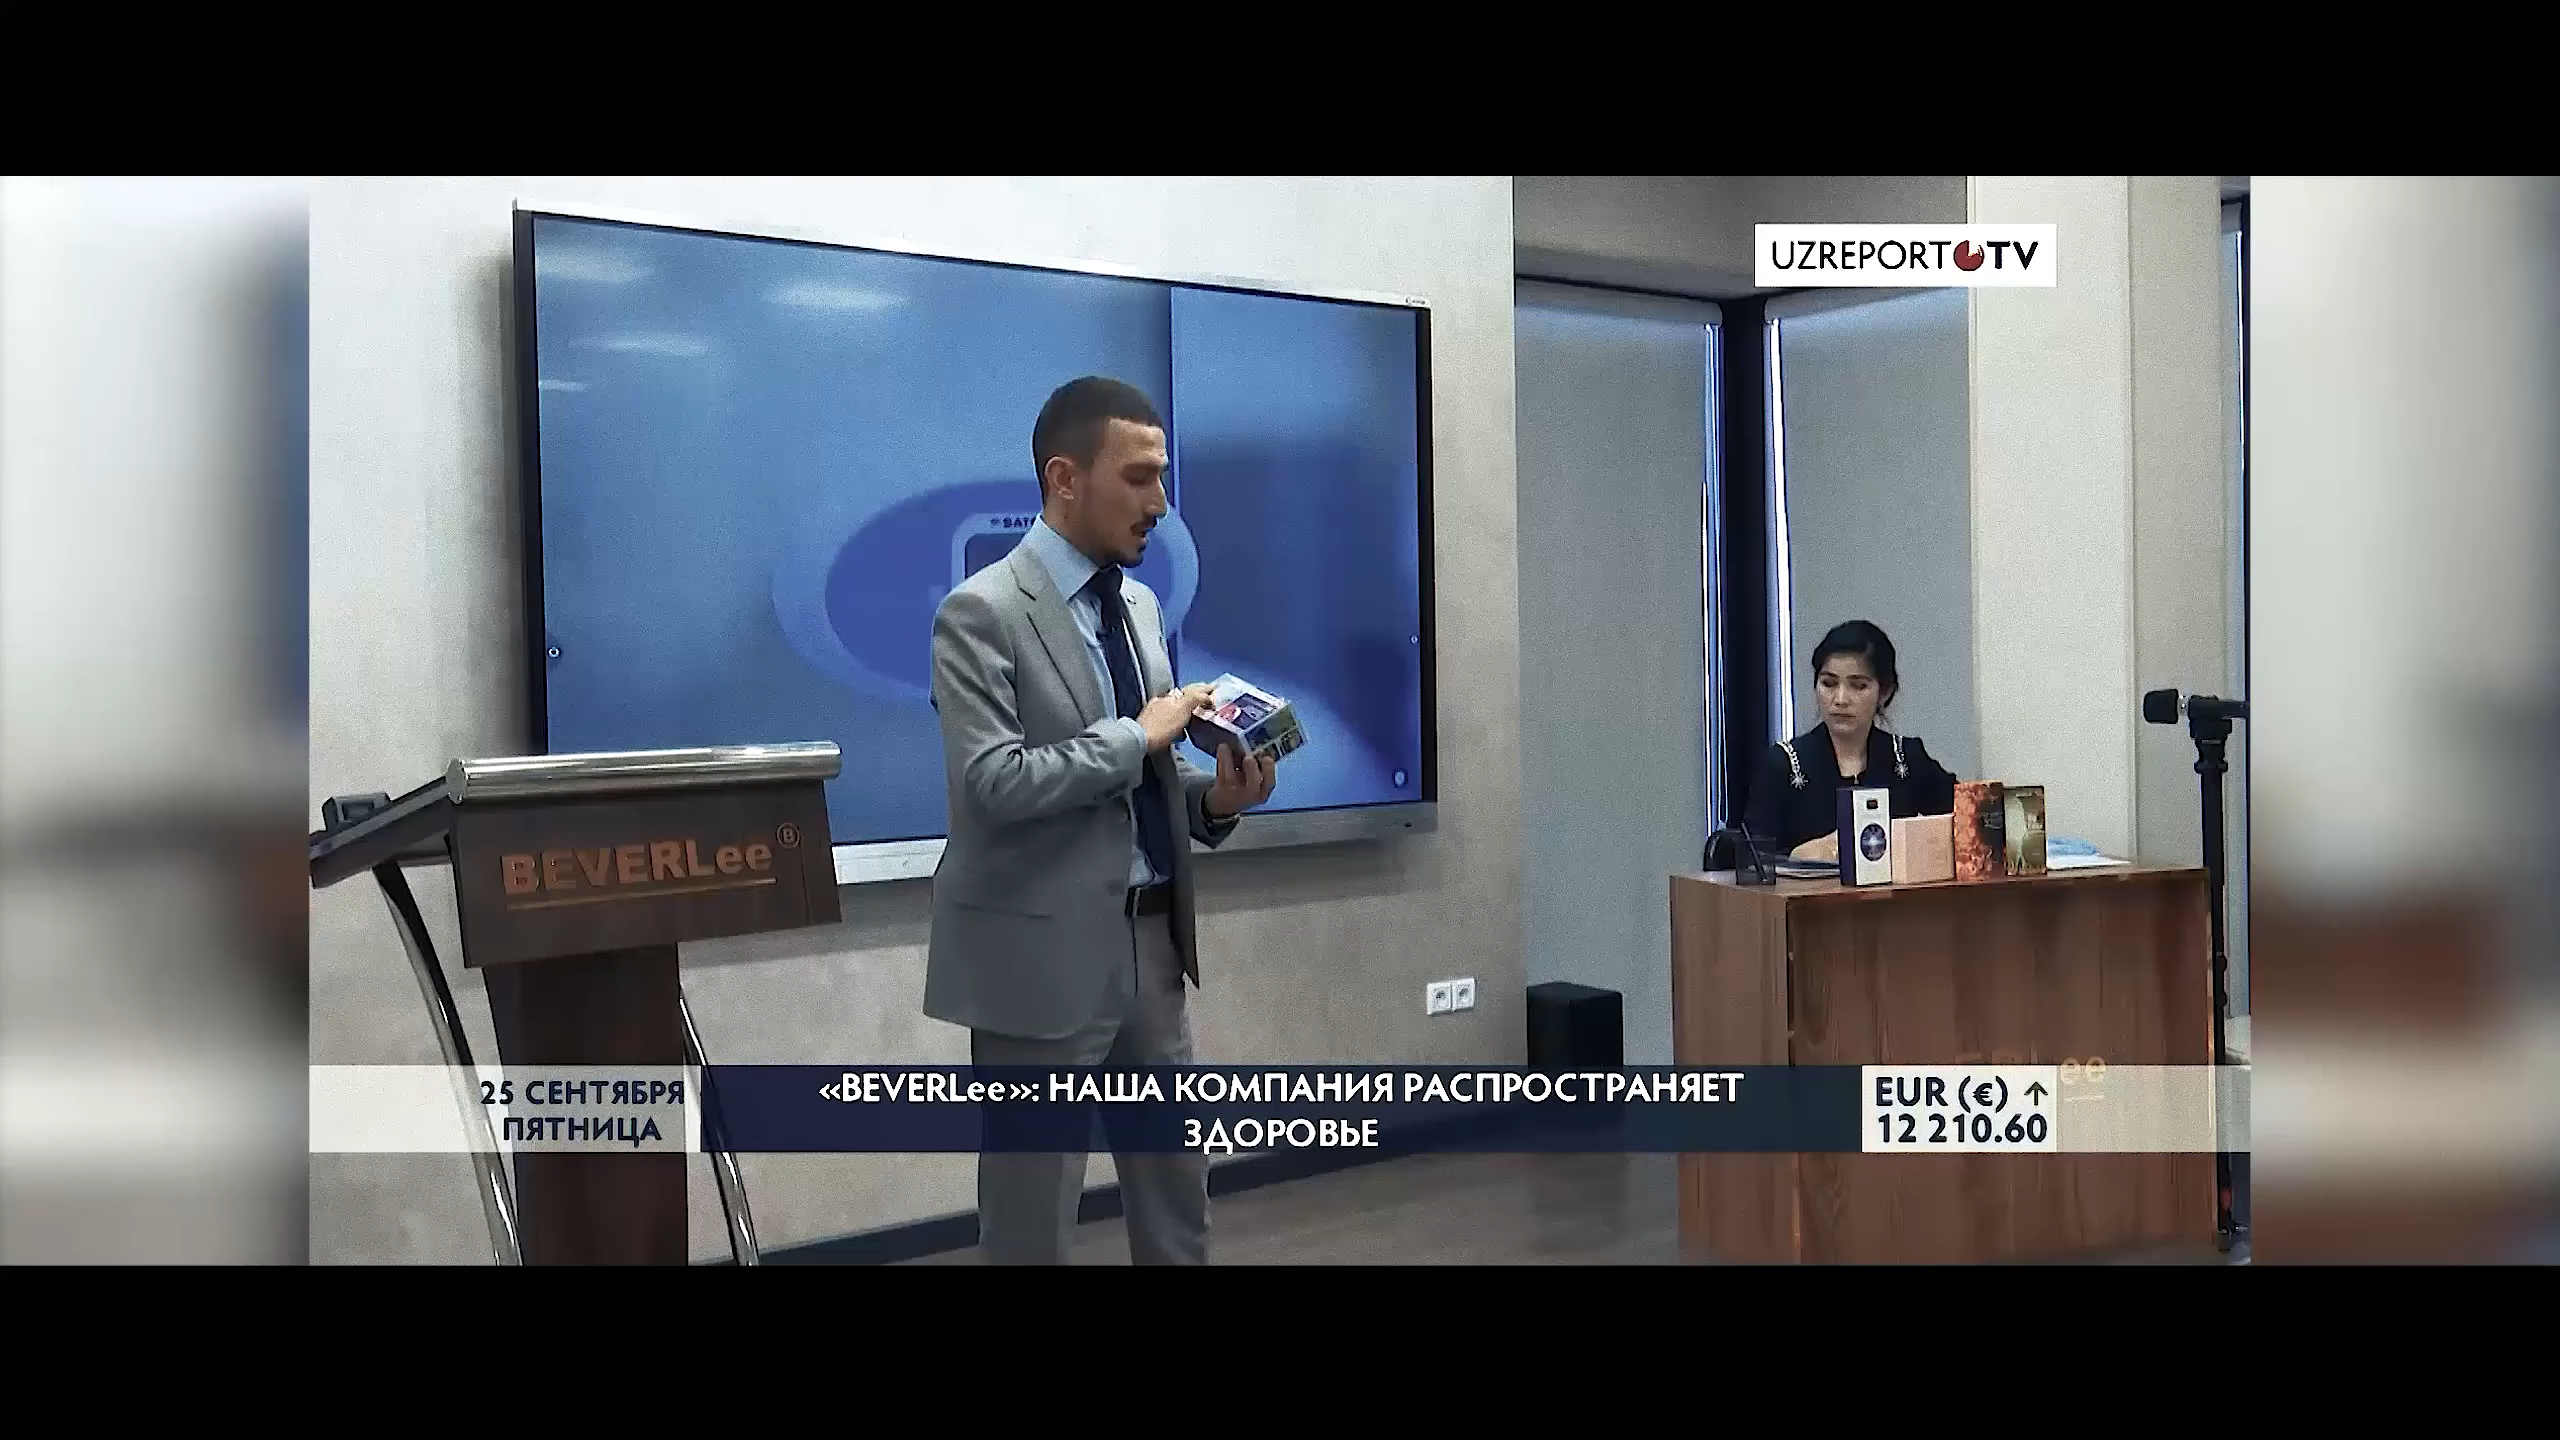 UZREPORT TV
BEVERLee®
25 СЕНТЯБРЯ
ПЯТНИЦА
«BEVERLee»: НАША КОМПАНИЯ РАСПРОСТРАНЯЕТ
ЗДОРОВЬЕ
EUR (€) ↑
12 210.60